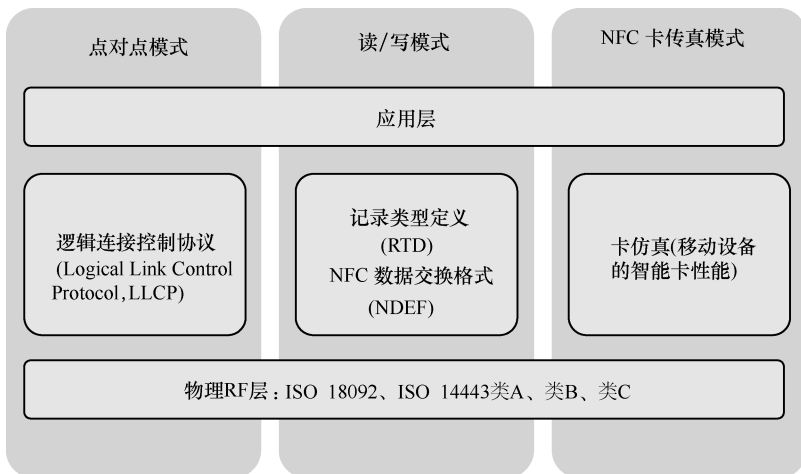 点对点模式
读/写模式
NFC 卡传真模式
应用层
逻辑连接控制协议
(Logical Link Control
Protocol,LLCP)
记录类型定义
(RTD)
NFC 数据交换格式
(NDEF)
卡仿真(移动设备
的智能卡性能)
物理RF层:ISO 18092、ISO 14443类A、类B、类C